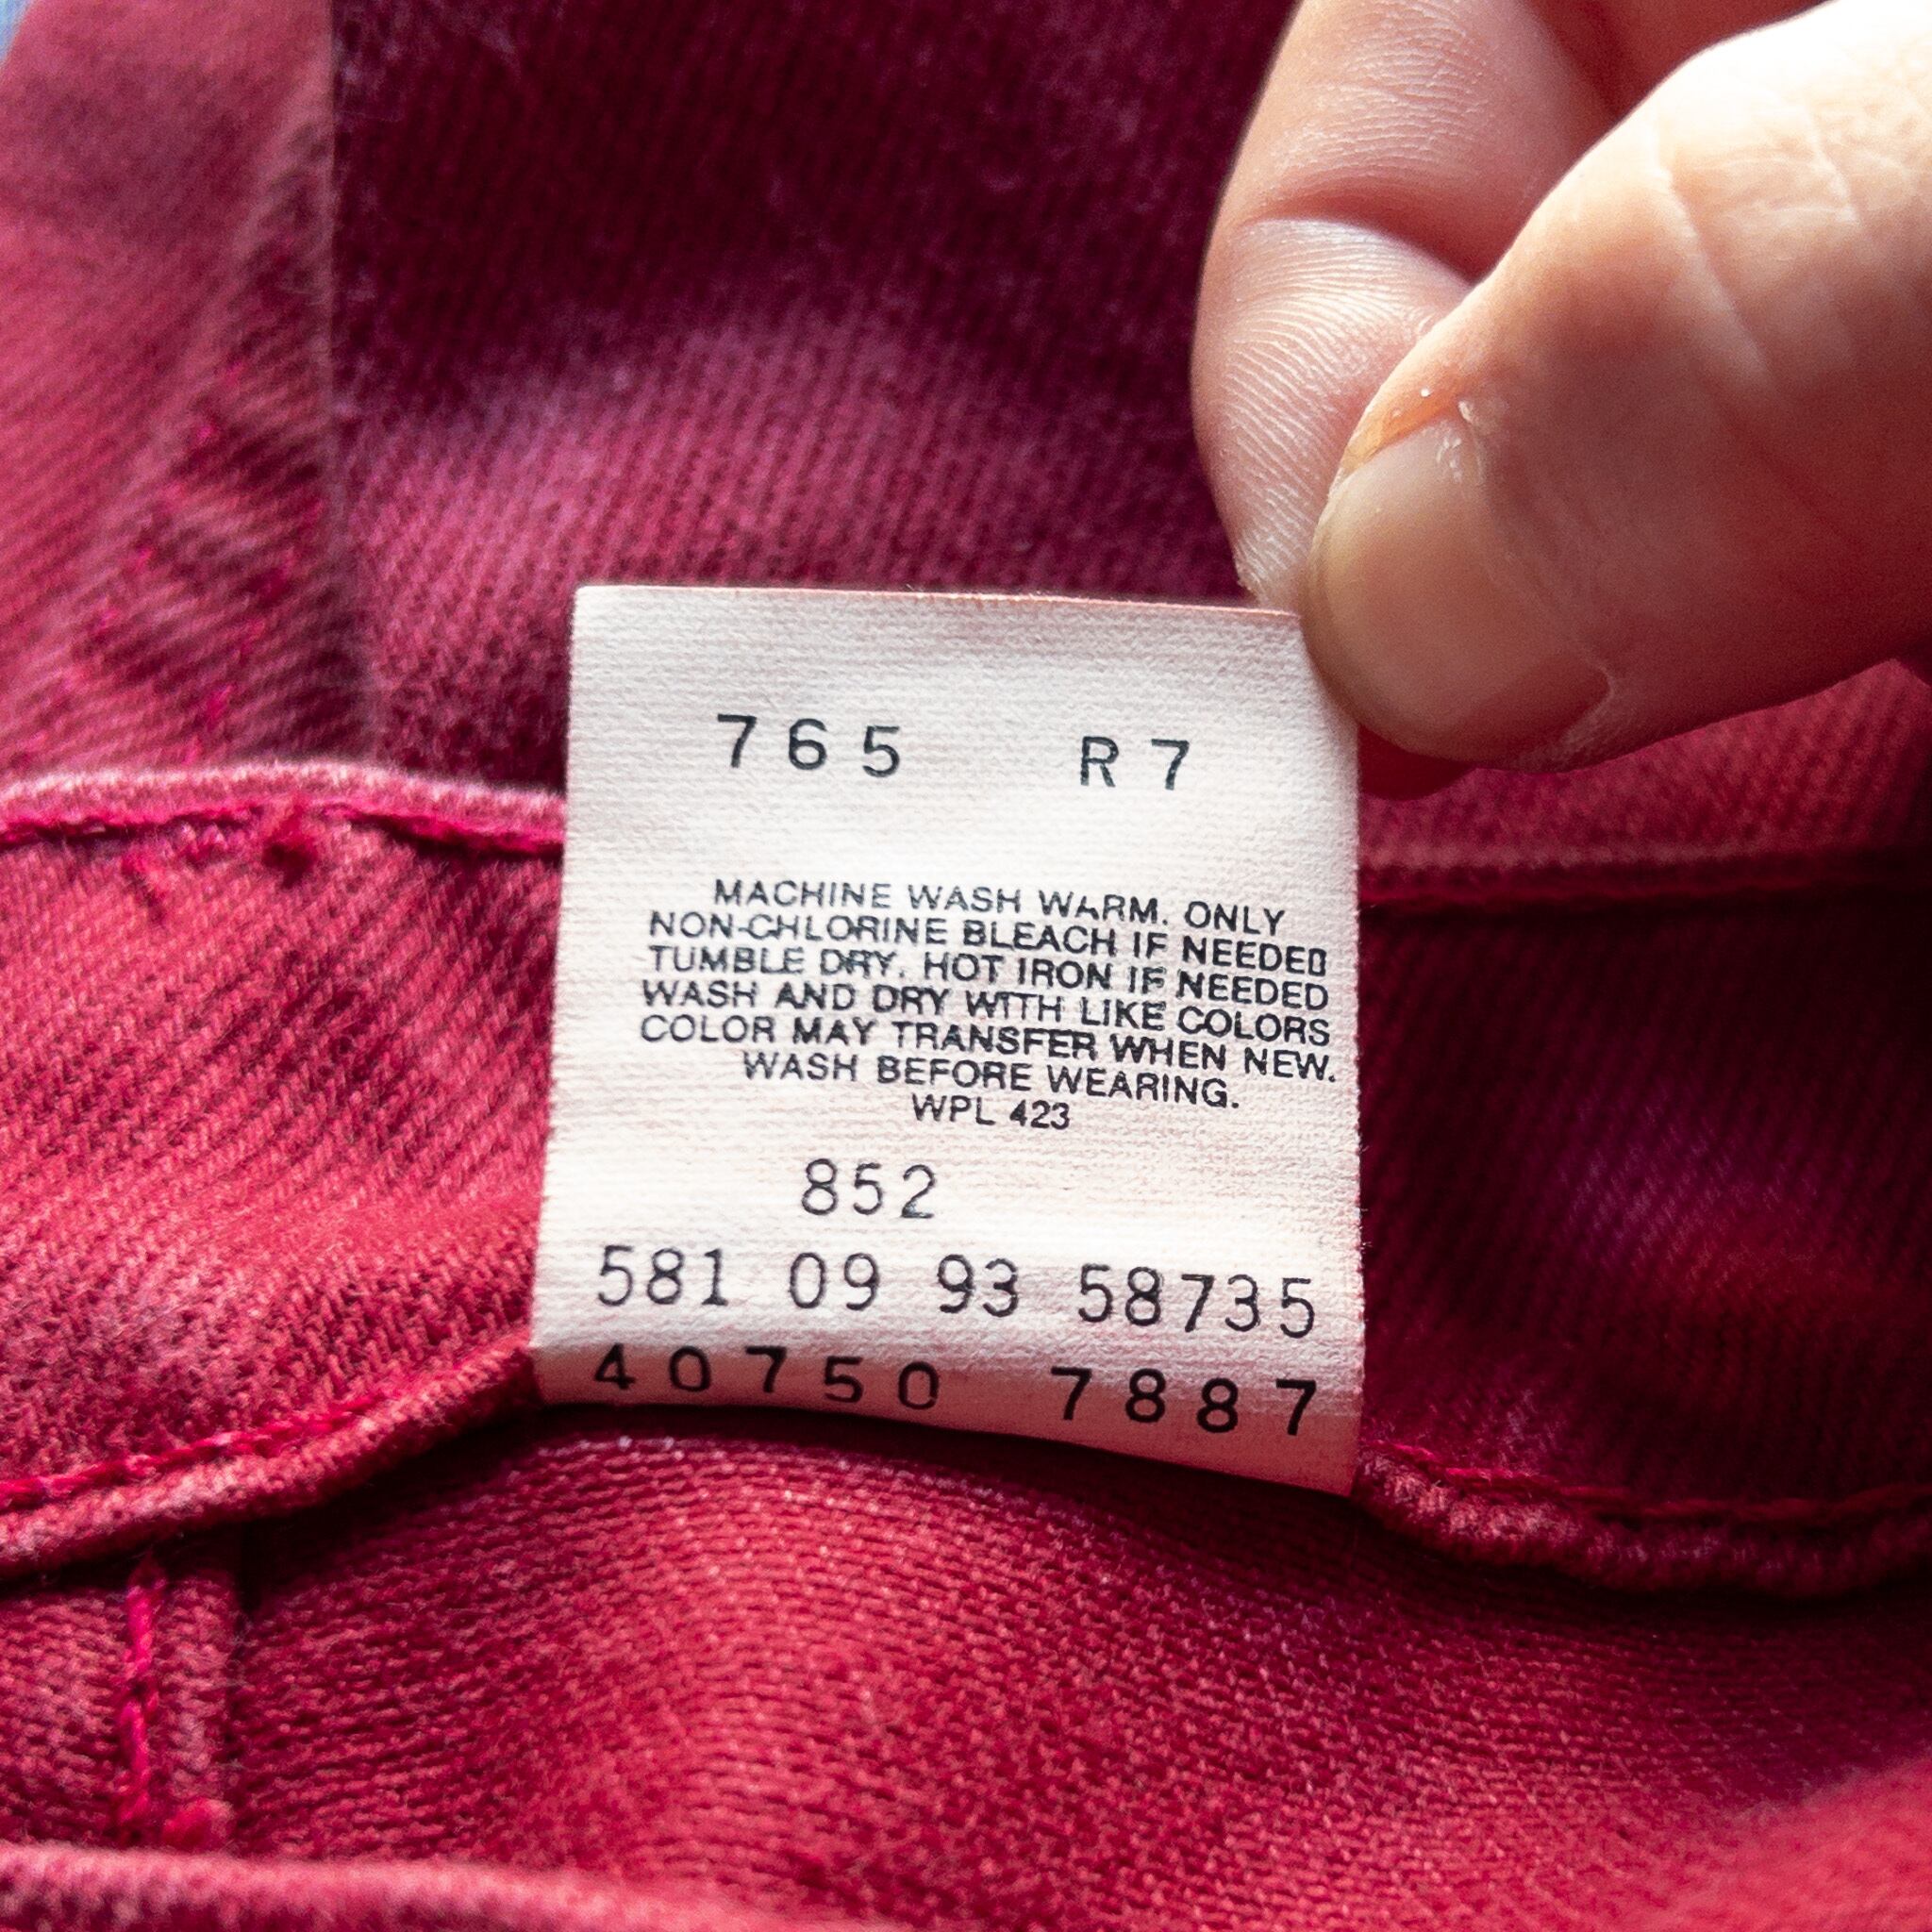 765 R7
MACHINE WASH WARM. ONLY
NON-CHLORINE BLEACH IF NEEDED
TUMBLE DRY. HOT IRON IF NEEDED
WASH AND DRY WITH LIKE COLORS
COLOR MAY TRANSFER WHEN NEW.
WASH BEFORE WEARING.
WPL 423
852
581 09 93 58735
40750 7887